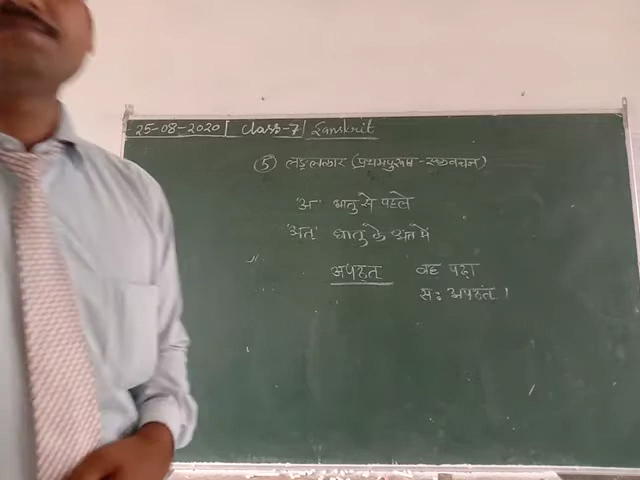 25-08-2020 | Class-7 | Sanskrit
(5) लङ्लकार (प्रथमपुरुष - एकवचन)
'अ' धातु से पहले
'अत्' धातु के अंत में
अपठत् वह पढ़ा
सः अपठत् ।